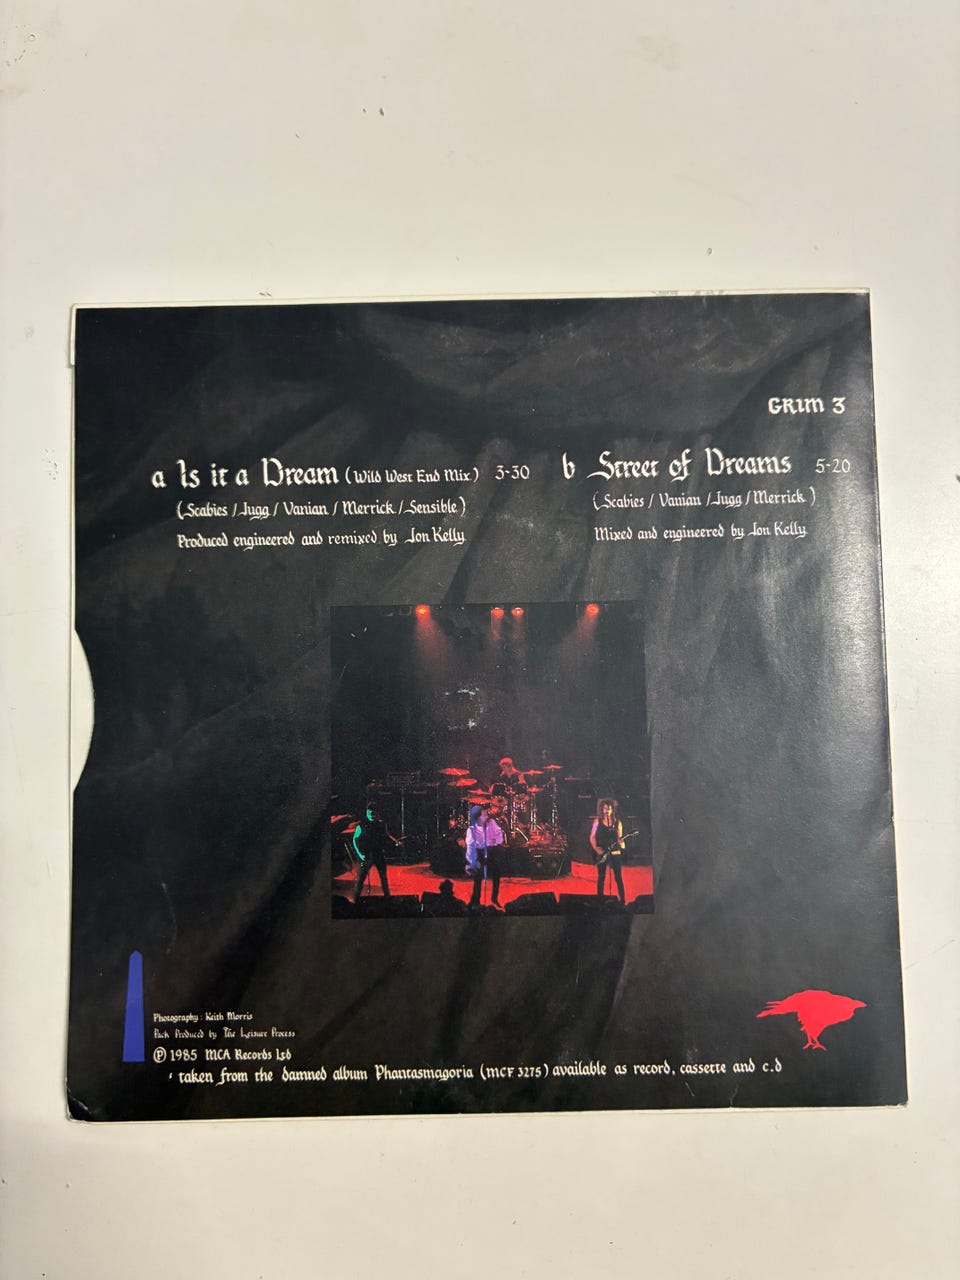 GRIM 3
a Is it a Dream (Wild West End Mix) 3-30
(Scabies / Jugg / Vanian / Merrick / Sensible)
Produced engineered and remixed by Jon Kelly
b Street of Dreams 5-20
(Scabies / Vanian / Jugg / Merrick)
Mixed and engineered by Jon Kelly
Photography: Keith Morris
Pack Produced by The Leisure Process
℗ 1985 MCA Records Ltd
' taken from the damned album Phantasmagoria (MCF 3275) available as record, cassette and c.d